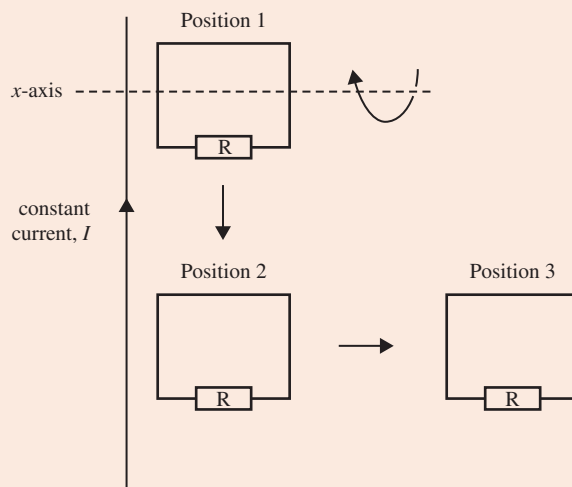 Position 1
x-axis
R
constant
current, I
Position 2
Position 3
R
R